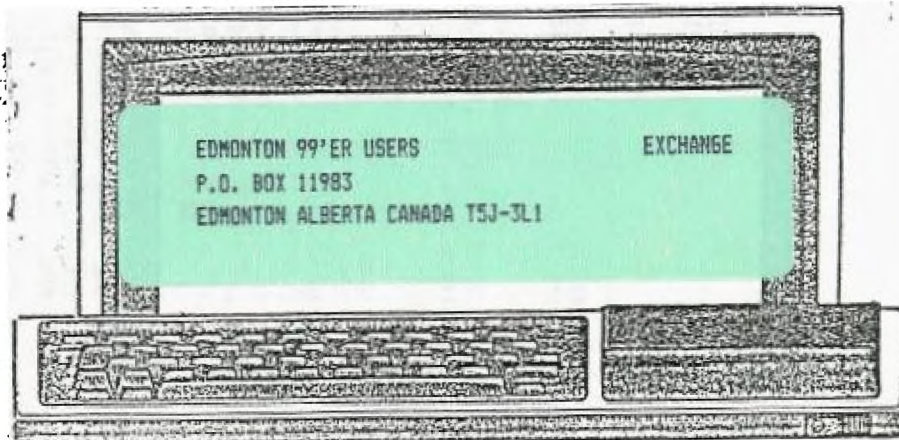 EDMONTON 99'ER USERS EXCHANGE
P.O. BOX 11983
EDMONTON ALBERTA CANADA T5J-3L1